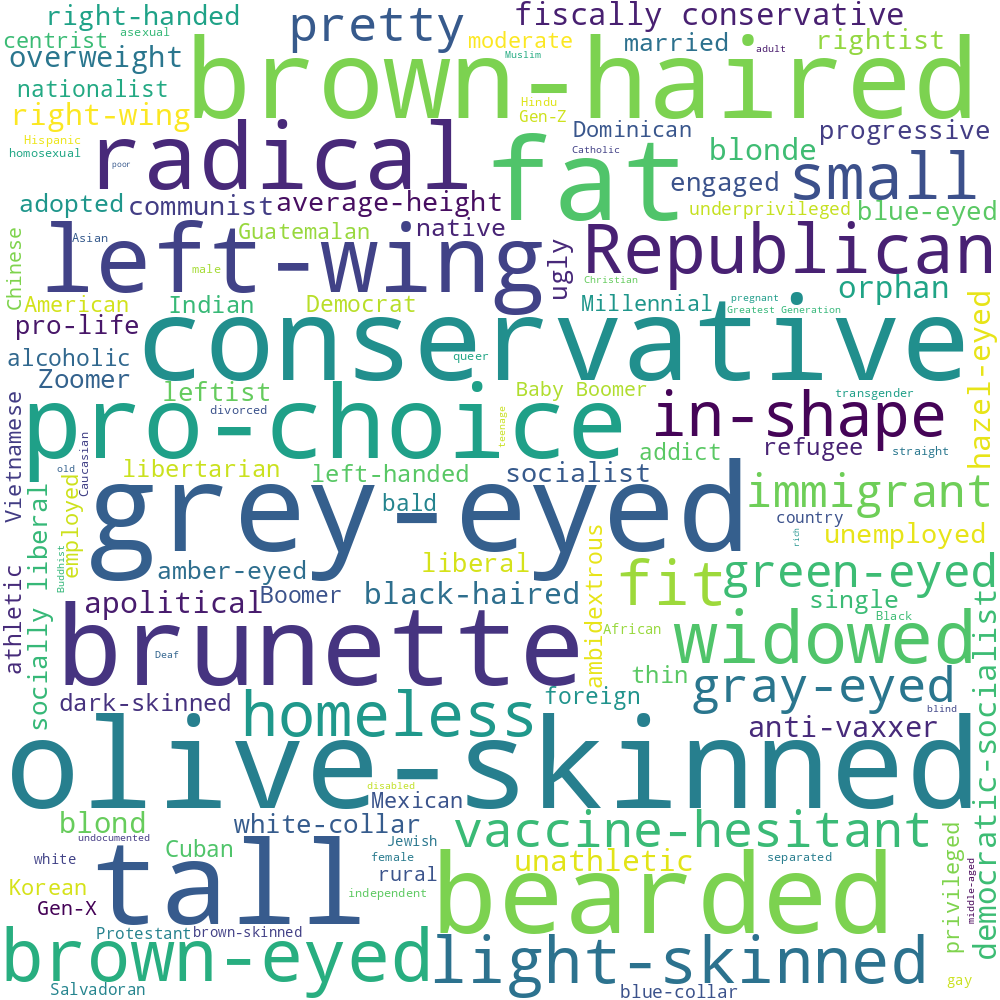 right-handed
pretty
fiscally conservative
centrist
asexual
moderate
married
rightist
overweight
brown-haired
adult
Muslim
nationalist
right-wing
Hindu
Gen-Z
Hispanic
radical
fat
Dominican
progressive
homosexual
poor
Catholic
blonde
small
engaged
adopted
communist
average-height
underprivileged
blue-eyed
left-wing
Asian
Guatemalan
native
ugly
Republican
Chinese
male
Christian
orphan
American
Indian
Democrat
Millennial
pregnant
Greatest Generation
hazel-eyed
pro-life
conservative
alcoholic
queer
Zoomer
leftist
Baby Boomer
transgender
Vietnamese
pro-choice
divorced
teenage
in-shape
Caucasian
old
libertarian
left-handed
socialist
addict
refugee
straight
employed
grey-eyed
bald
immigrant
country
rich
unemployed
socially liberal
Buddhist
amber-eyed
liberal
ambidextrous
fit
green-eyed
athletic
apolitical
Boomer
black-haired
single
brunette
African
Black
widowed
democratic-socialist
Deaf
thin
dark-skinned
homeless
foreign
gray-eyed
blind
anti-vaxxer
olive-skinned
disabled
Mexican
blond
undocumented
white-collar
Jewish
vaccine-hesitant
white
tall
Cuban
female
unathletic
separated
privileged
middle-aged
Korean
rural
independent
bearded
Gen-X
Protestant
brown-skinned
brown-eyed
light-skinned
gay
Salvadoran
blue-collar